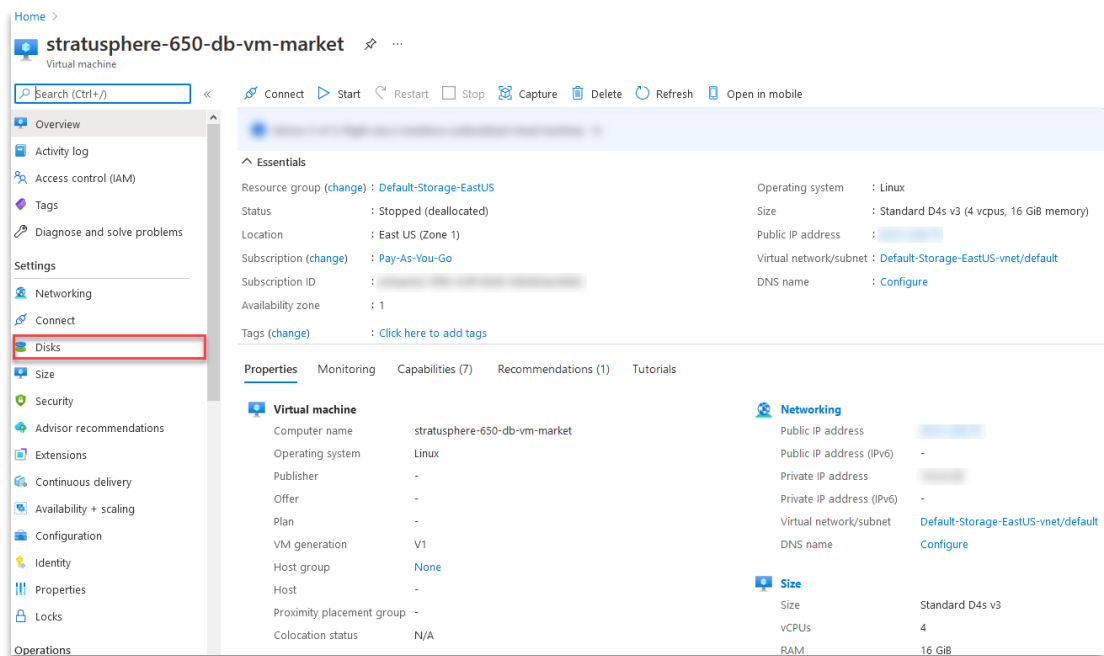 Home >
stratusphere-650-db-vm-market
Virtual machine
Search (Ctrl+/)
«
Connect
Start
Restart
Stop
Capture
Delete
Refresh
Open in mobile
Overview
Activity log
Access control (IAM)
Tags
Diagnose and solve problems
Settings
Networking
Connect
Disks
Size
Security
Advisor recommendations
Extensions
Continuous delivery
Availability + scaling
Configuration
Identity
Properties
Locks
Operations
Essentials
Resource group (change) : Default-Storage-EastUS
Status : Stopped (deallocated)
Location : East US (Zone 1)
Subscription (change) : Pay-As-You-Go
Subscription ID :
Availability zone : 1
Tags (change) : Click here to add tags
Operating system : Linux
Size : Standard D4s v3 (4 vcpus, 16 GiB memory)
Public IP address :
Virtual network/subnet : Default-Storage-EastUS-vnet/default
DNS name : Configure
Properties
Monitoring
Capabilities (7)
Recommendations (1)
Tutorials
Virtual machine
Computer name stratusphere-650-db-vm-market
Operating system Linux
Publisher -
Offer -
Plan -
VM generation V1
Host group None
Host -
Proximity placement group -
Colocation status N/A
Networking
Public IP address
Public IP address (IPv6) -
Private IP address
Private IP address (IPv6) -
Virtual network/subnet Default-Storage-EastUS-vnet/default
DNS name Configure
Size
Size Standard D4s v3
vCPUs 4
RAM 16 GiB